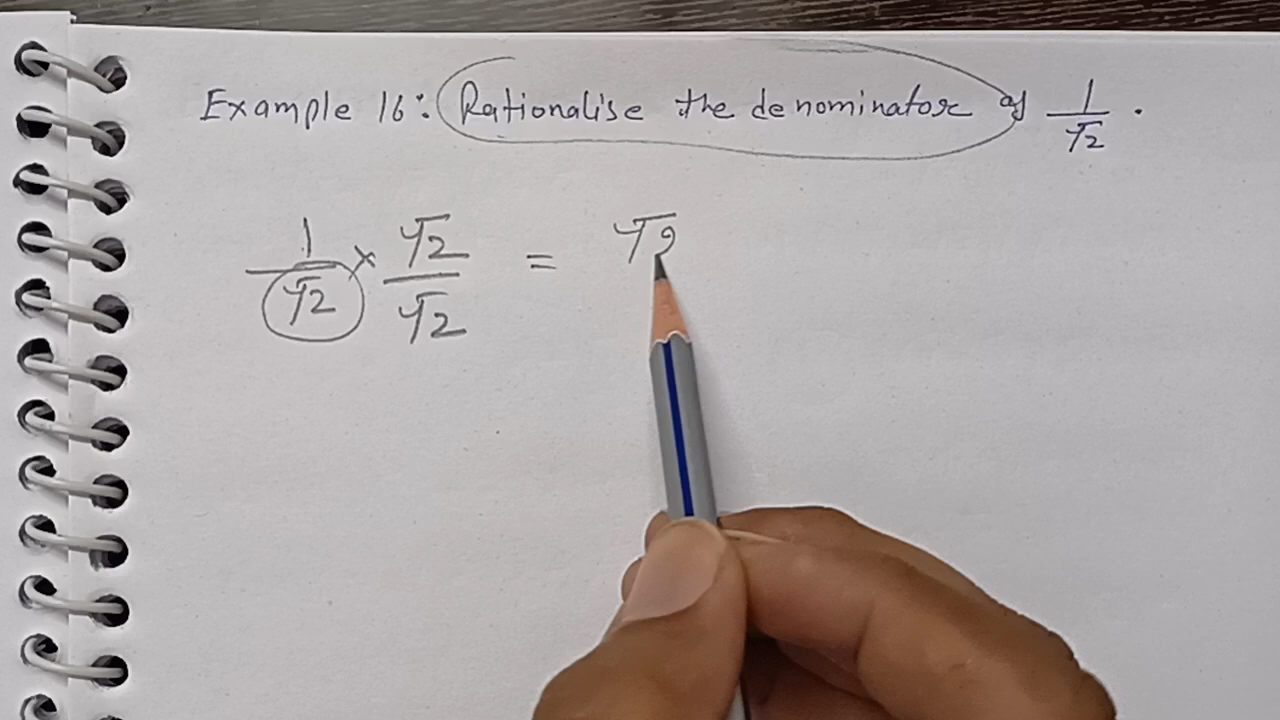 Example 16: Rationalise the denominator of 1/√2 .
1/√2 × √2/√2 = √2